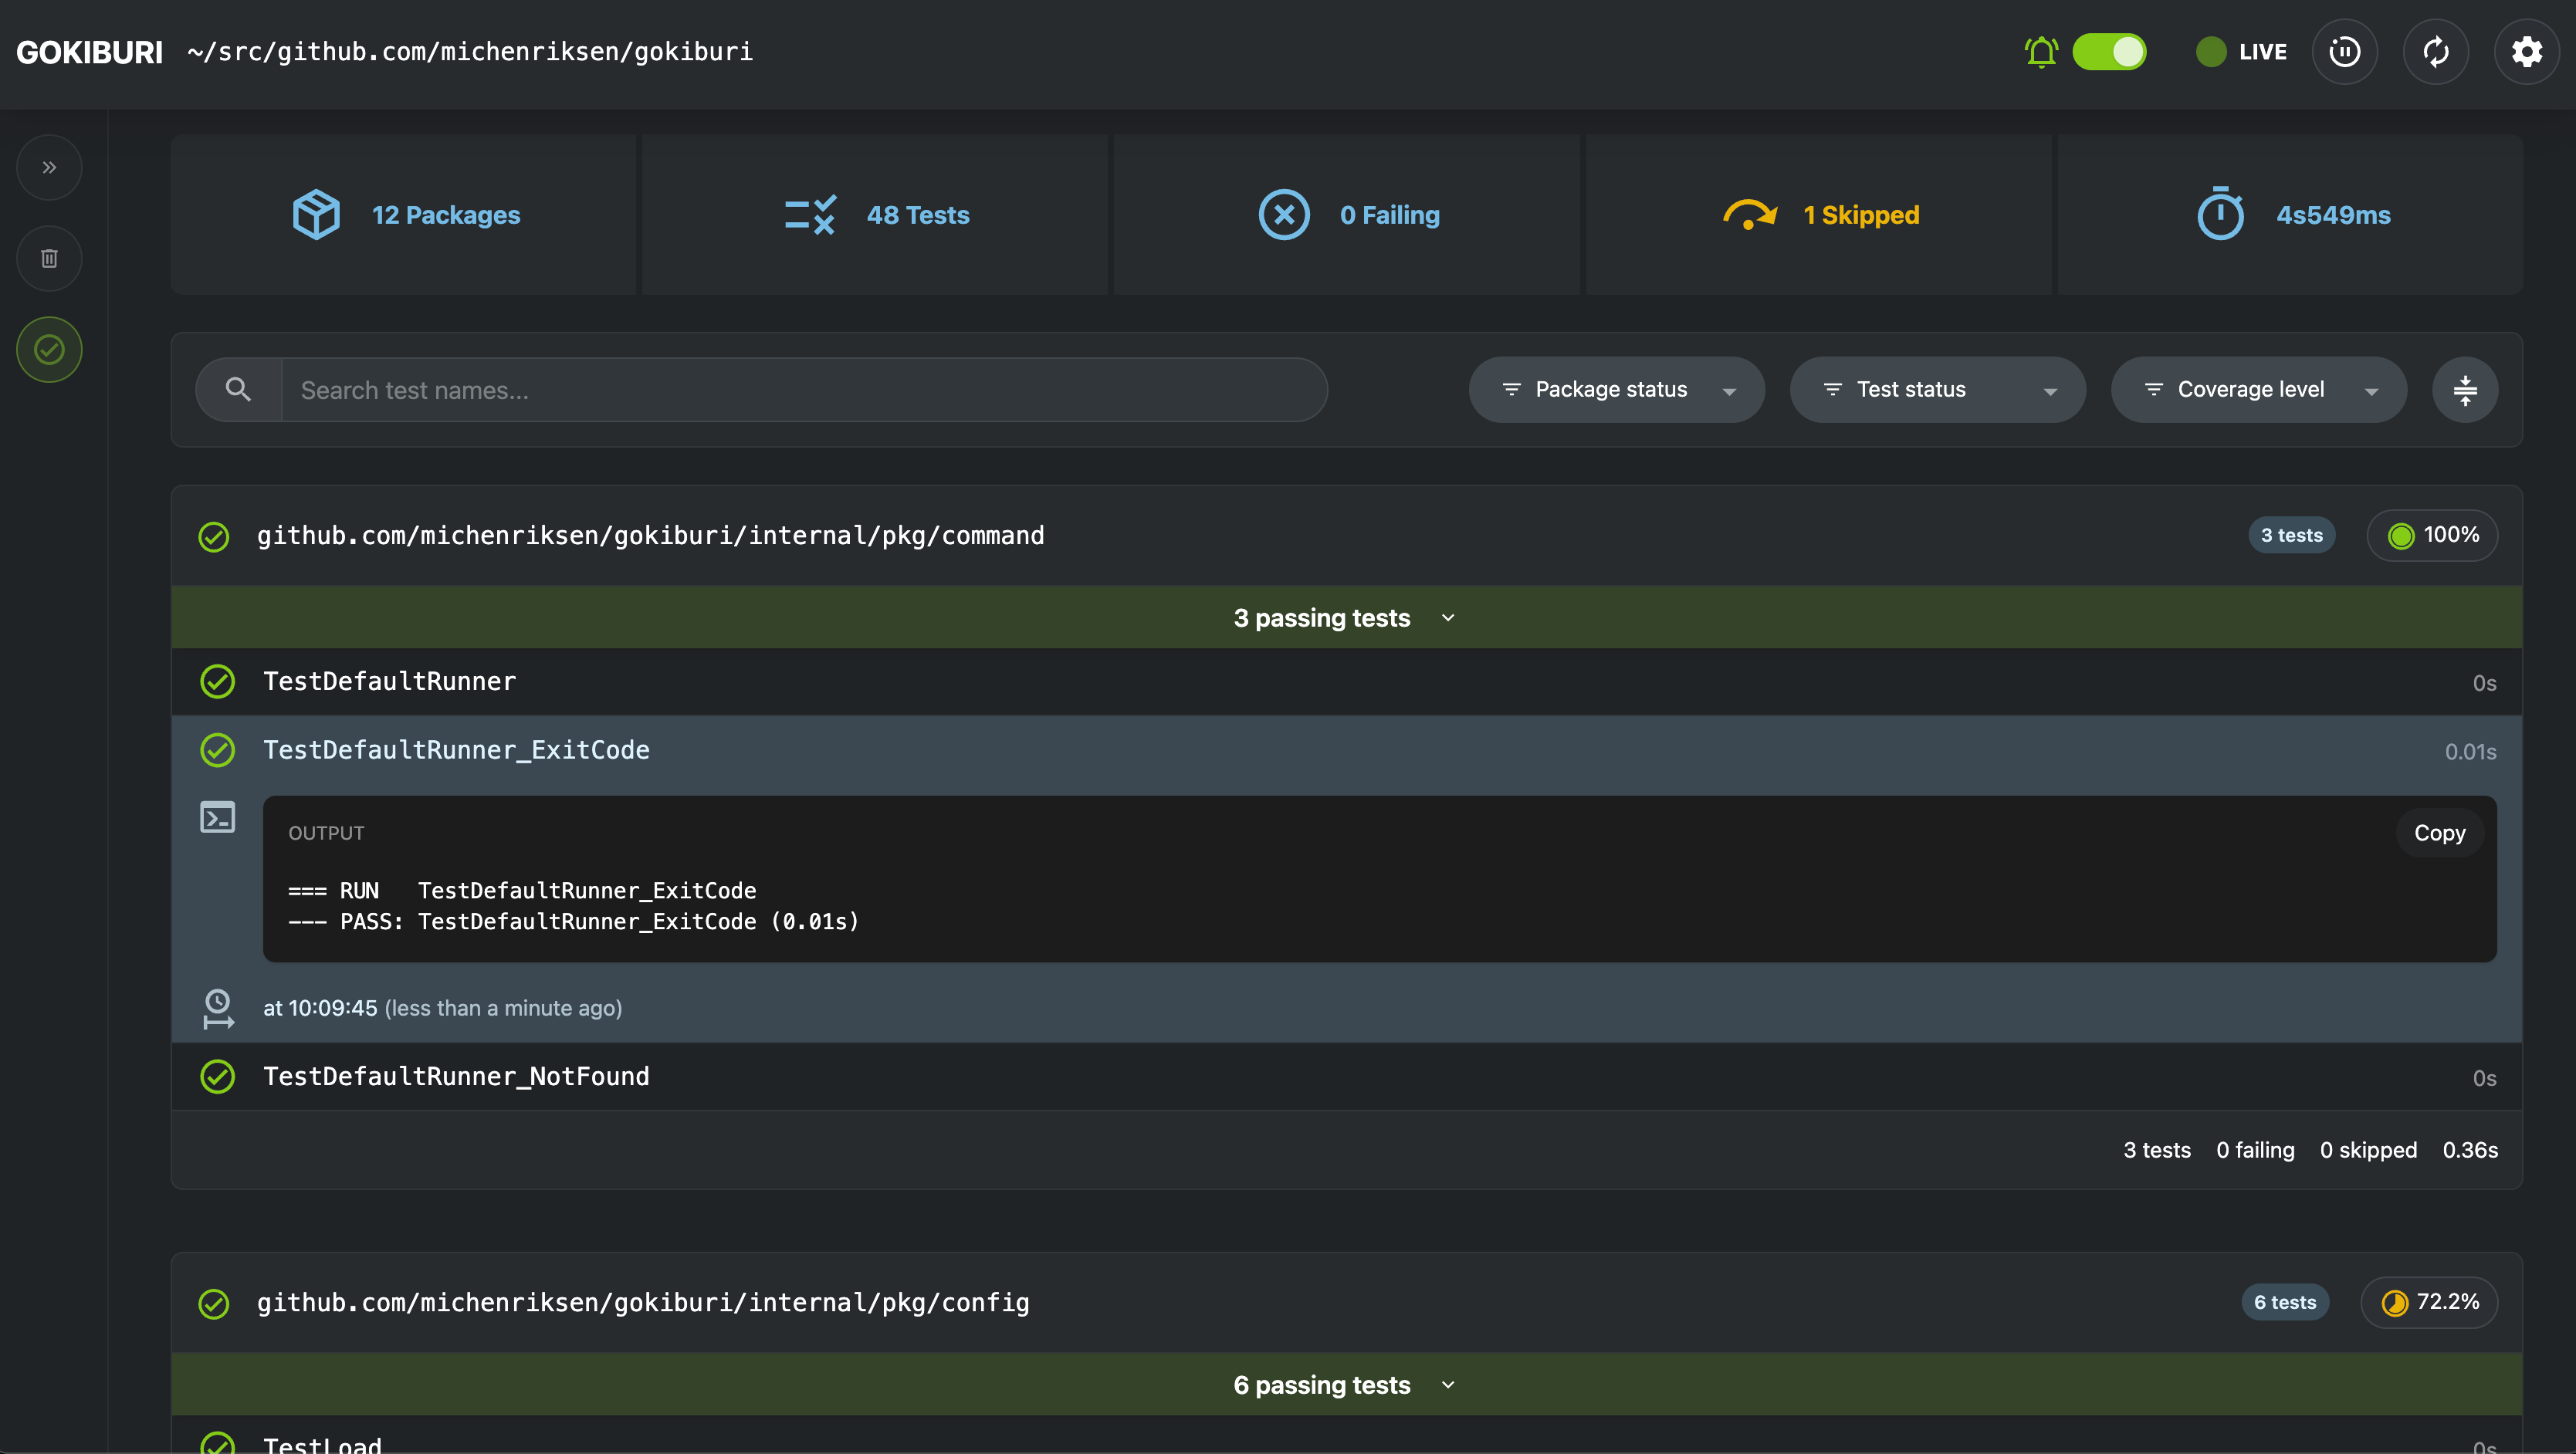 GOKIBURI ~/src/github.com/michenriksen/gokiburi LIVE
12 Packages 48 Tests 0 Failing 1 Skipped 4s549ms
Search test names... Package status Test status Coverage level
github.com/michenriksen/gokiburi/internal/pkg/command 3 tests 100%
3 passing tests
TestDefaultRunner 0s
TestDefaultRunner_ExitCode 0.01s
OUTPUT Copy
=== RUN   TestDefaultRunner_ExitCode
--- PASS: TestDefaultRunner_ExitCode (0.01s)
at 10:09:45 (less than a minute ago)
TestDefaultRunner_NotFound 0s
3 tests 0 failing 0 skipped 0.36s
github.com/michenriksen/gokiburi/internal/pkg/config 6 tests 72.2%
6 passing tests
TestLoad 0s